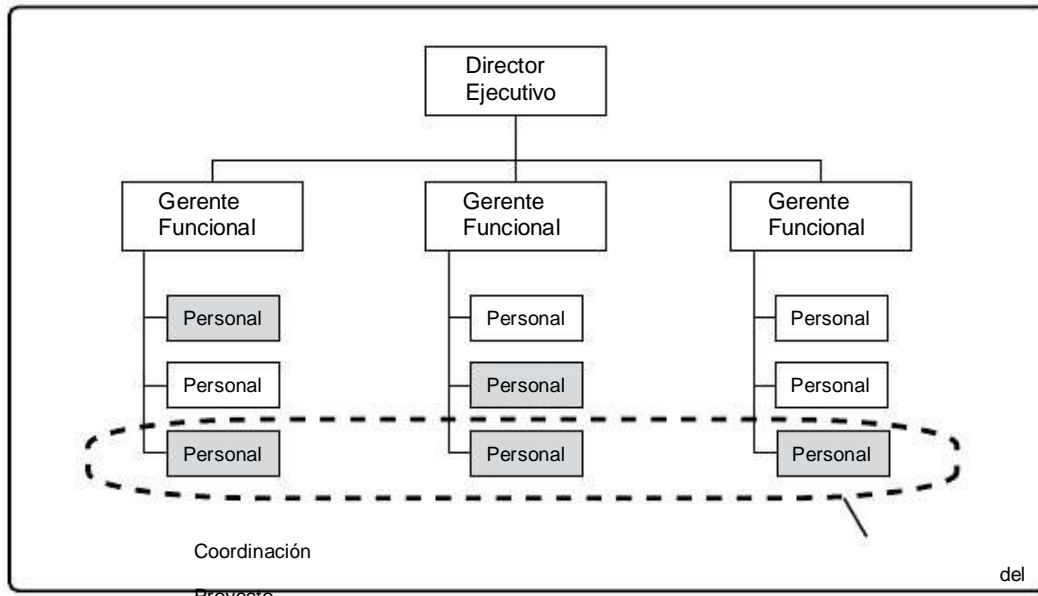 Director
Ejecutivo
Gerente
Funcional
Gerente
Funcional
Gerente
Funcional
Personal
Personal
Personal
Personal
Personal
Personal
Personal
Personal
Personal
Coordinación
del
Proyecto